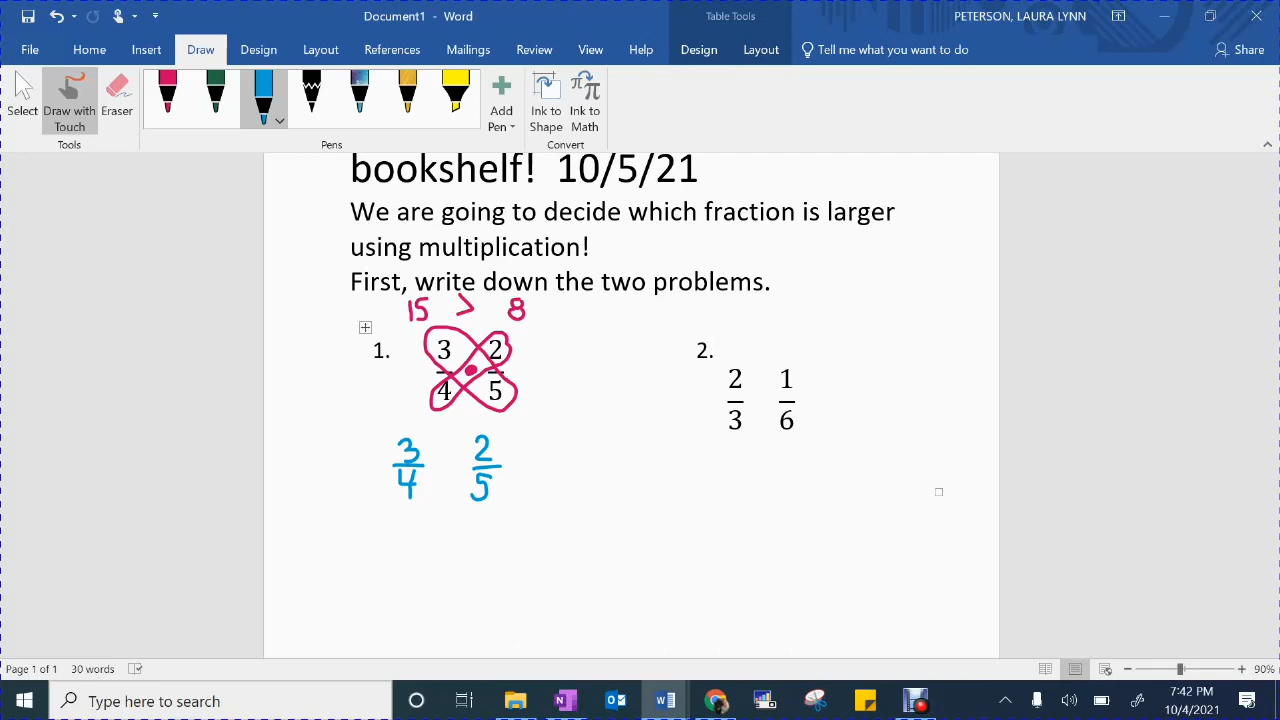 Document1 - Word
Table Tools
PETERSON, LAURA LYNN
File Home Insert Draw Design Layout References Mailings Review View Help Design Layout Tell me what you want to do Share
Select
Draw with Touch
Eraser
Add Pen
Ink to Shape
Ink to Math
Tools
Pens
Convert
bookshelf! 10/5/21
We are going to decide which fraction is larger
using multiplication!
First, write down the two problems.
15 > 8
1. 3/4 2/5
2. 2/3 1/6
3/4 2/5
Page 1 of 1 30 words 90%
Type here to search
7:42 PM
10/4/2021